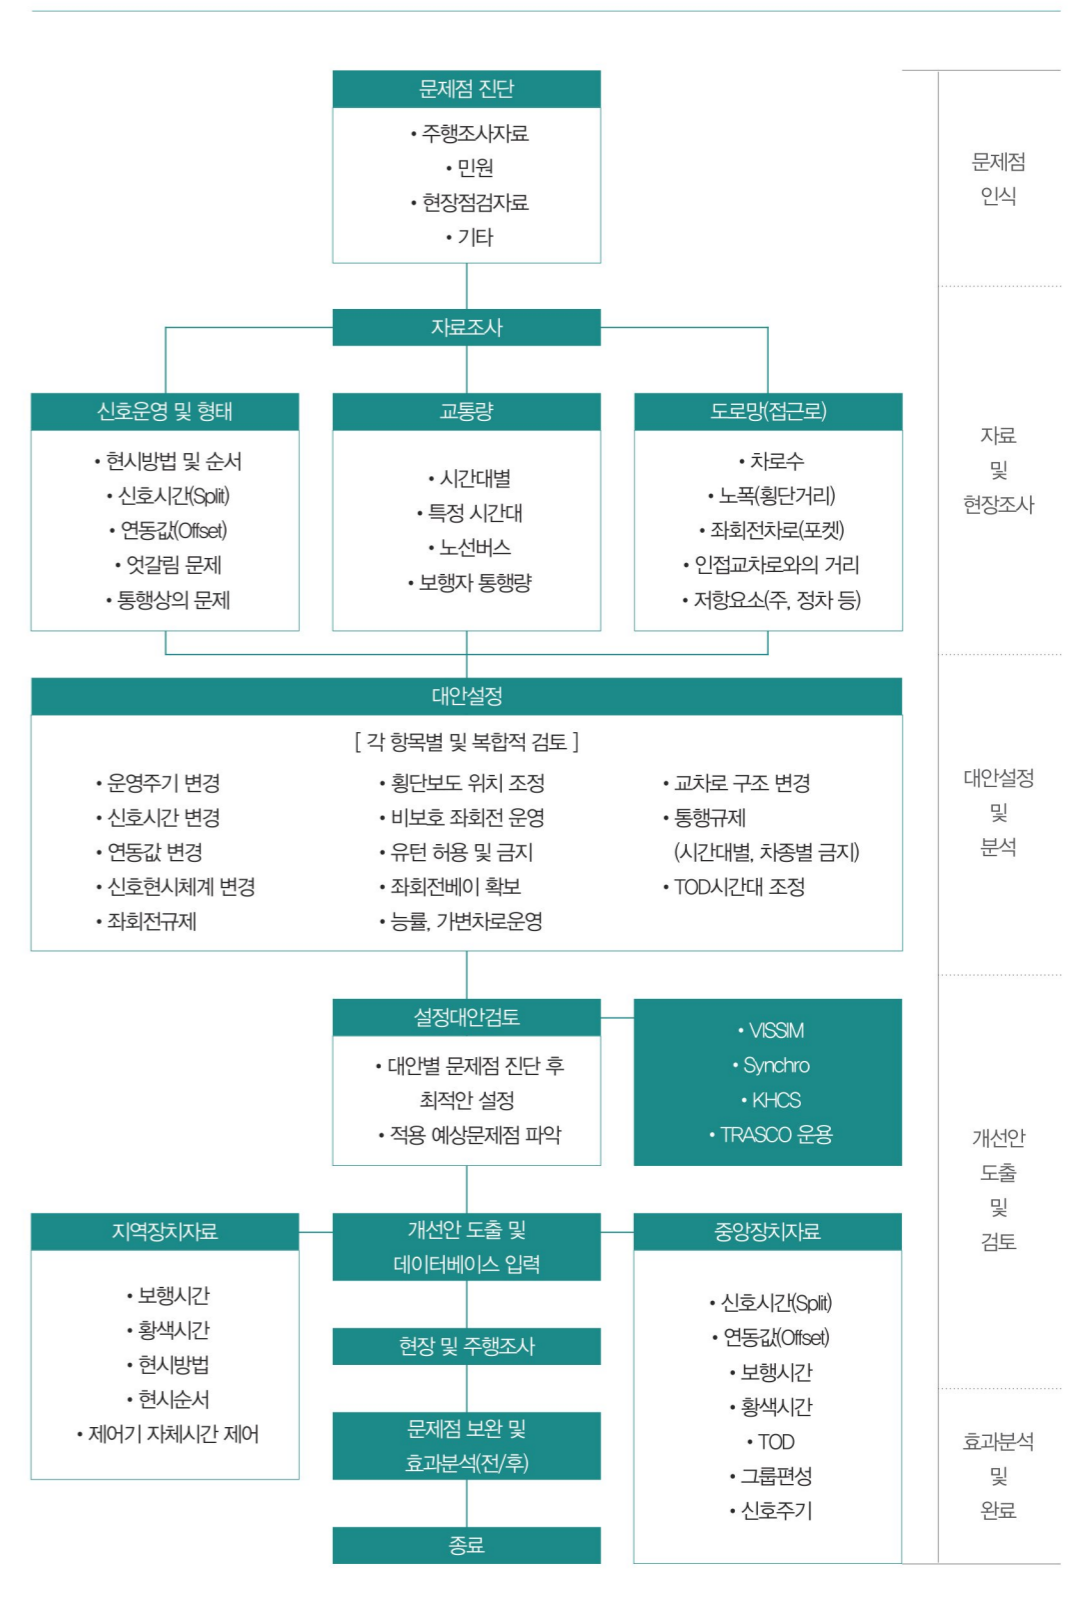 문제점 진단
• 주행조사자료
• 민원
• 현장점검자료
• 기타
문제점
인식
자료조사
신호운영 및 형태
• 현시방법 및 순서
• 신호시간(Split)
• 연동값(Offset)
• 엇갈림 문제
• 통행상의 문제
교통량
• 시간대별
• 특정 시간대
• 노선버스
• 보행자 통행량
도로망(접근로)
• 차로수
• 노폭(횡단거리)
• 좌회전차로(포켓)
• 인접교차로와의 거리
• 저항요소(주, 정차 등)
자료
및
현장조사
대안설정
[ 각 항목별 및 복합적 검토 ]
• 운영주기 변경
• 신호시간 변경
• 연동값 변경
• 신호현시체계 변경
• 좌회전규제
• 횡단보도 위치 조정
• 비보호 좌회전 운영
• 유턴 허용 및 금지
• 좌회전베이 확보
• 능률, 가변차로운영
• 교차로 구조 변경
• 통행규제
(시간대별, 차종별 금지)
• TOD시간대 조정
대안설정
및
분석
설정대안검토
• 대안별 문제점 진단 후
최적안 설정
• 적용 예상문제점 파악
• VISSIM
• Synchro
• KHCS
• TRASCO 운용
개선안
도출
및
검토
지역장치자료
• 보행시간
• 황색시간
• 현시방법
• 현시순서
• 제어기 자체시간 제어
개선안 도출 및
데이터베이스 입력
현장 및 주행조사
문제점 보완 및
효과분석(전/후)
종료
중앙장치자료
• 신호시간(Split)
• 연동값(Offset)
• 보행시간
• 황색시간
• TOD
• 그룹편성
• 신호주기
효과분석
및
완료